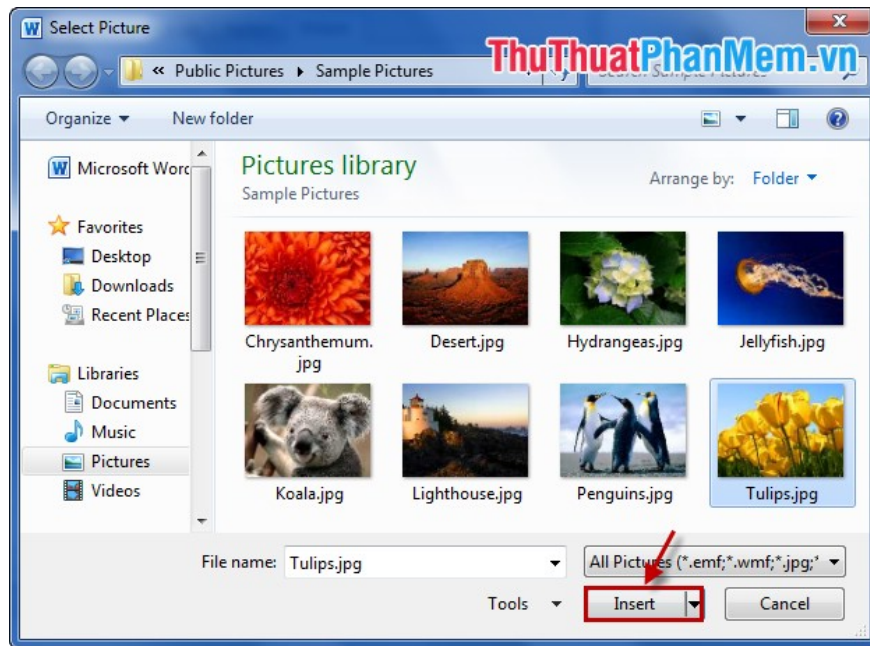 Select Picture
ThuThuatPhanMem.vn
« Public Pictures ▸ Sample Pictures
Search Sample Pictures
Organize New folder
Microsoft Word
Pictures library
Sample Pictures
Arrange by: Folder
Favorites
Desktop
Downloads
Recent Places
Libraries
Documents
Music
Pictures
Videos
Chrysanthemum.
jpg
Desert.jpg
Hydrangeas.jpg
Jellyfish.jpg
Koala.jpg
Lighthouse.jpg
Penguins.jpg
Tulips.jpg
File name: Tulips.jpg
All Pictures (*.emf;*.wmf;*.jpg;*
Tools Insert Cancel